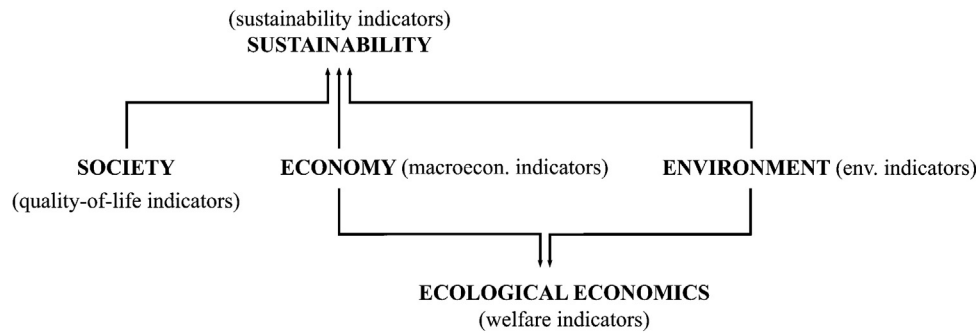 (sustainability indicators)
SUSTAINABILITY
SOCIETY
(quality-of-life indicators)
ECONOMY (macroecon. indicators)
ENVIRONMENT (env. indicators)
ECOLOGICAL ECONOMICS
(welfare indicators)